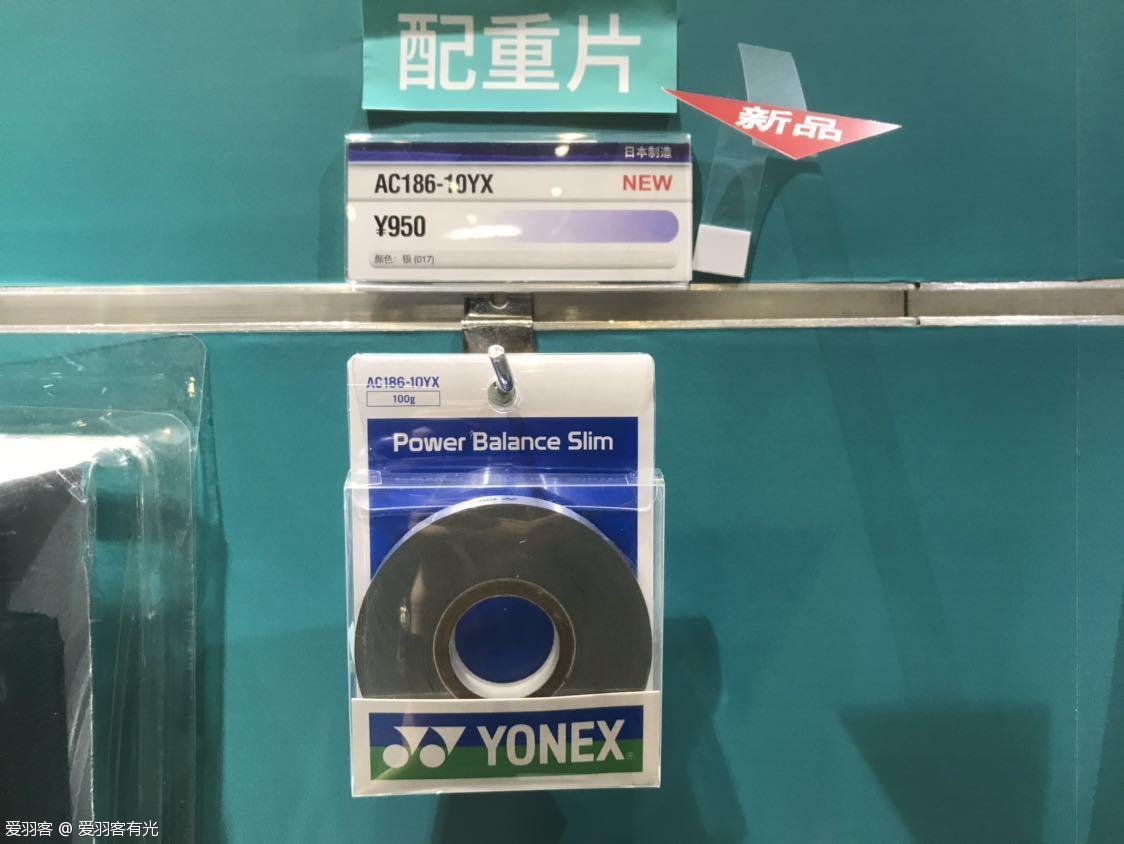 配重片
新品
日本制造
AC186-10YX
NEW
¥950
颜色：银 (017)
AC186-10YX
100g
Power Balance Slim
YONEX
爱羽客 @ 爱羽客有光